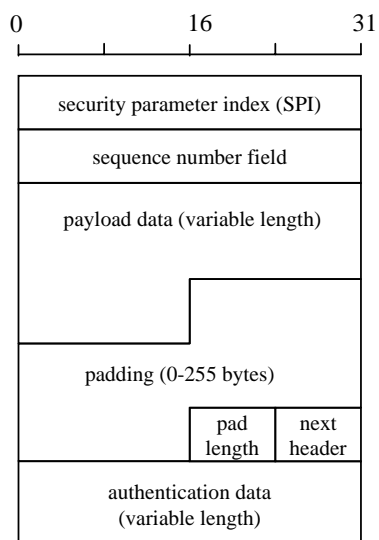 0 16 31
security parameter index (SPI)
sequence number field
payload data (variable length)
padding (0-255 bytes)
pad length
next header
authentication data
(variable length)